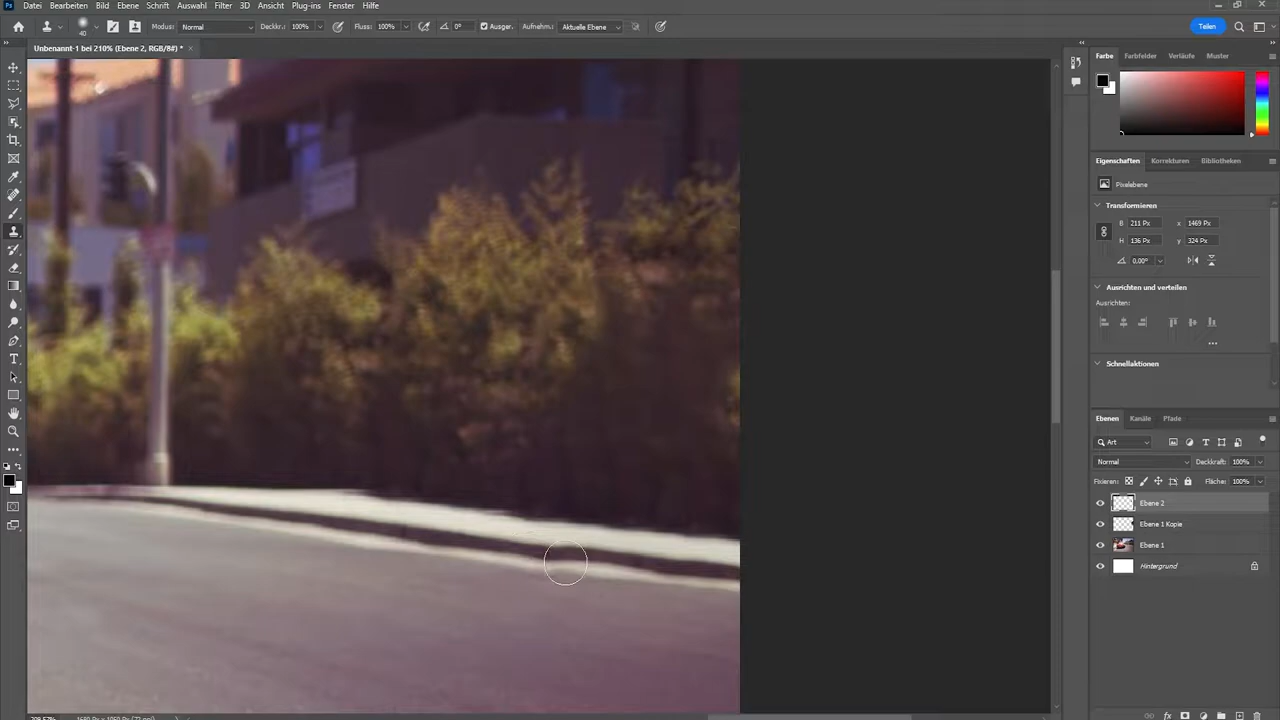 Ps Datei Bearbeiten Bild Ebene Schrift Auswahl Filter 3D Ansicht Plug-ins Fenster Hilfe
40 Modus: Normal Deckkr.: 100% Fluss: 100% 0° Ausger. Aufnehm.: Aktuelle Ebene Teilen
Unbenannt-1 bei 210% (Ebene 2, RGB/8#) *
Farbe Farbfelder Verläufe Muster
Eigenschaften Korrekturen Bibliotheken
Pixelebene
Transformieren
B 211 Px x 1469 Px
H 136 Px y 324 Px
0,00°
Ausrichten und verteilen
Ausrichten:
Schnellaktionen
Ebenen Kanäle Pfade
Art
Normal Deckkraft: 100%
Fixieren: Fläche: 100%
Ebene 2
Ebene 1 Kopie
Ebene 1
Hintergrund